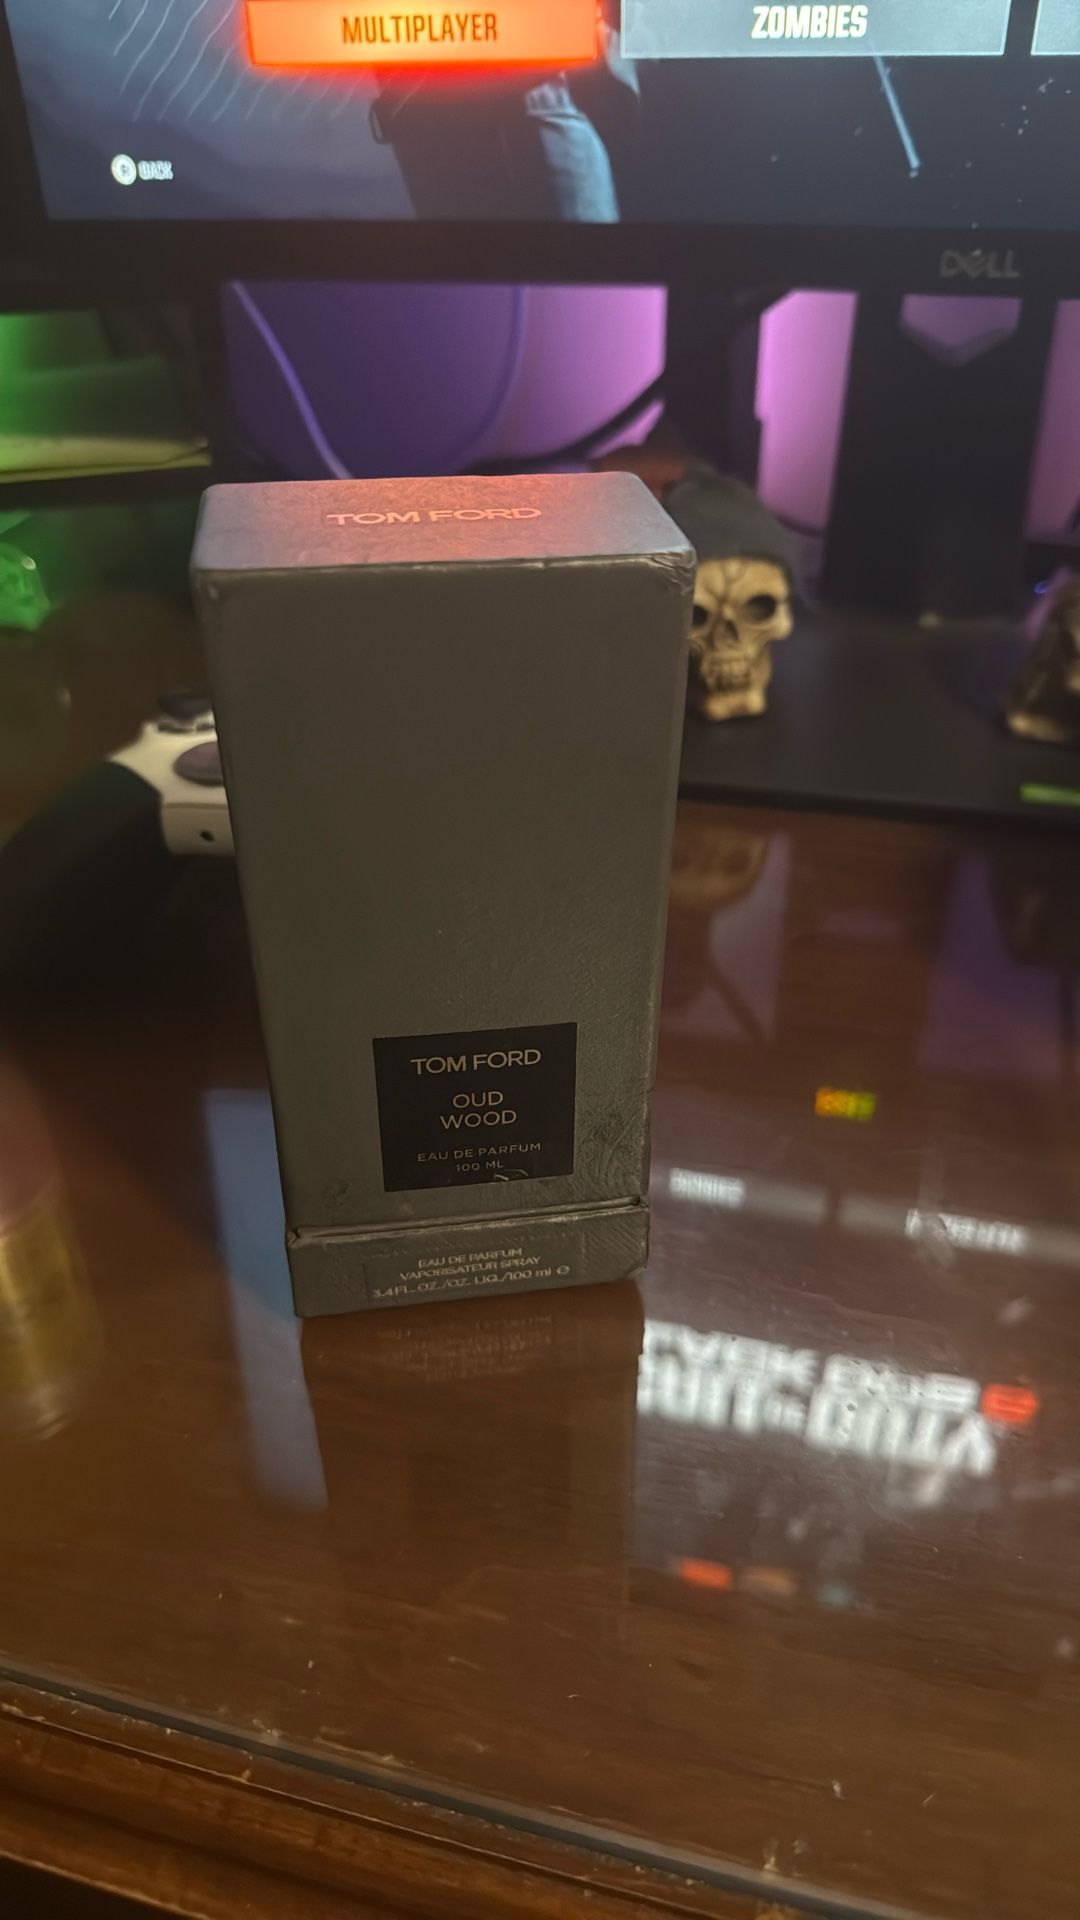 MULTIPLAYER
ZOMBIES
BACK
DELL
TOM FORD
TOM FORD
OUD
WOOD
EAU DE PARFUM
100 ML
EAU DE PARFUM
VAPORISATEUR SPRAY
3.4 FL. OZ./OZ. LIQ./100 ml ℮